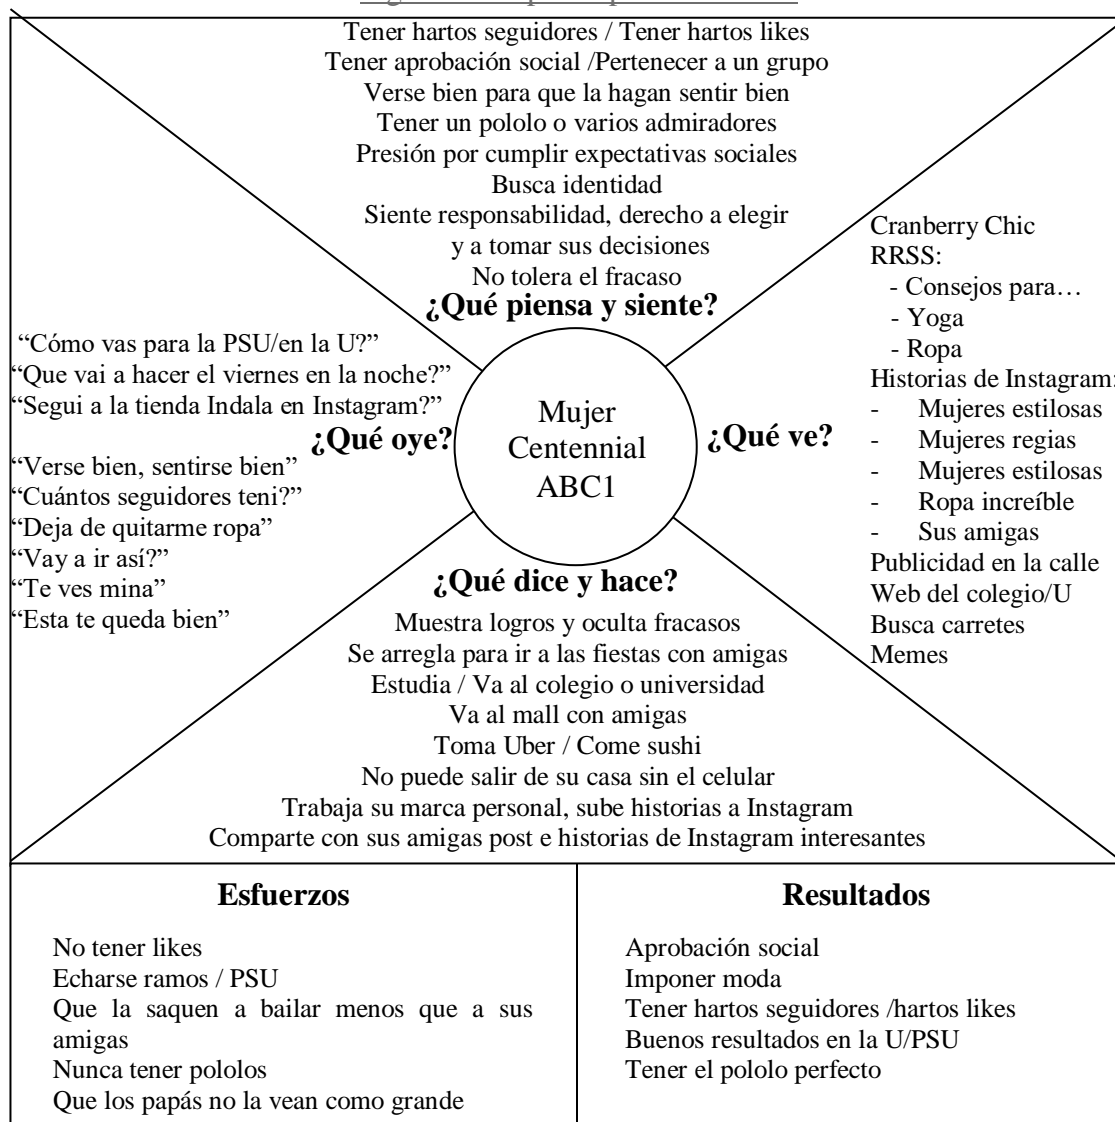 Tener hartos seguidores / Tener hartos likes
Tener aprobación social /Pertenecer a un grupo
Verse bien para que la hagan sentir bien
Tener un pololo o varios admiradores
Presión por cumplir expectativas sociales
Busca identidad
Siente responsabilidad, derecho a elegir
y a tomar sus decisiones
No tolera el fracaso
¿Qué piensa y siente?
“Cómo vas para la PSU/en la U?”
“Que vai a hacer el viernes en la noche?”
“Segui a la tienda Indala en Instagram?”
¿Qué oye?
“Verse bien, sentirse bien”
“Cuántos seguidores teni?”
“Deja de quitarme ropa”
“Vay a ir así?”
“Te ves mina”
“Esta te queda bien”
Mujer
Centennial
ABC1
¿Qué ve?
Cranberry Chic
RRSS:
- Consejos para…
- Yoga
- Ropa
Historias de Instagram:
- Mujeres estilosas
- Mujeres regias
- Mujeres estilosas
- Ropa increíble
- Sus amigas
Publicidad en la calle
Web del colegio/U
Busca carretes
Memes
¿Qué dice y hace?
Muestra logros y oculta fracasos
Se arregla para ir a las fiestas con amigas
Estudia / Va al colegio o universidad
Va al mall con amigas
Toma Uber / Come sushi
No puede salir de su casa sin el celular
Trabaja su marca personal, sube historias a Instagram
Comparte con sus amigas post e historias de Instagram interesantes
Esfuerzos
No tener likes
Echarse ramos / PSU
Que la saquen a bailar menos que a sus
amigas
Nunca tener pololos
Que los papás no la vean como grande
Resultados
Aprobación social
Imponer moda
Tener hartos seguidores /hartos likes
Buenos resultados en la U/PSU
Tener el pololo perfecto